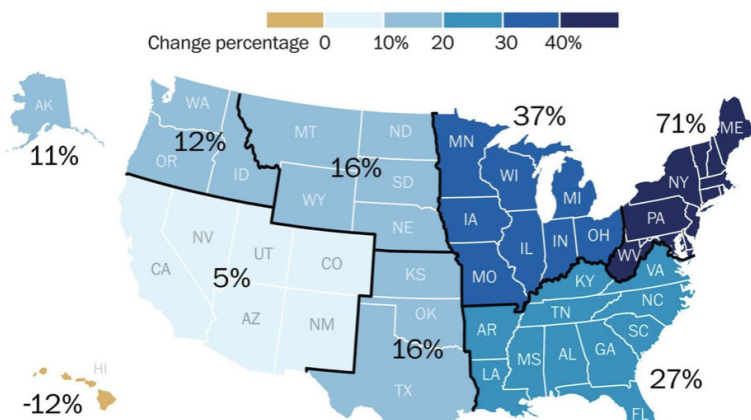 Change percentage 0 10% 20 30 40%
37%
71%
AK
WA
ME
MT
ND
MN
12%
11%
OR
ID
16%
WI
NY
SD
MI
WY
PA
IA
NE
NV
OH
IL
IN
WV
UT
CO
CA
MO
VA
5%
KS
KY
NC
TN
OK
AZ
NM
AR
SC
16%
MS
AL
GA
HI
LA
27%
TX
-12%
FL